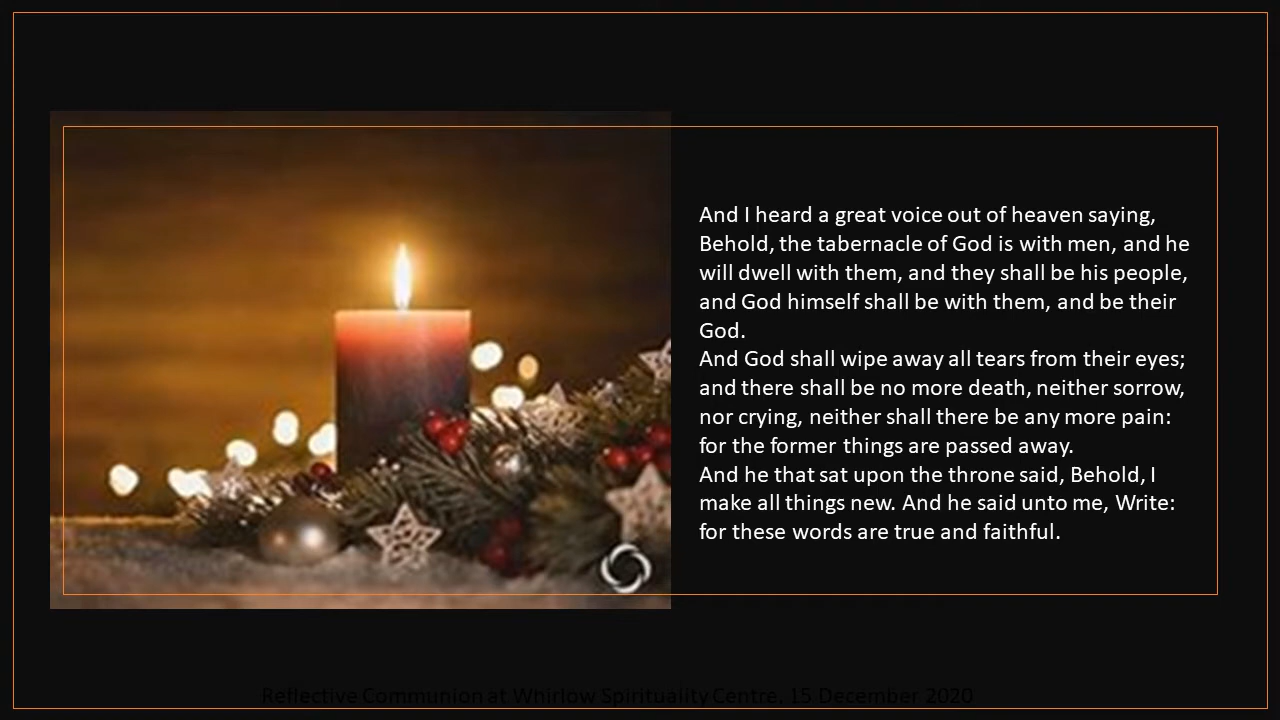 And I heard a great voice out of heaven saying,
Behold, the tabernacle of God is with men, and he
will dwell with them, and they shall be his people,
and God himself shall be with them, and be their
God.
And God shall wipe away all tears from their eyes;
and there shall be no more death, neither sorrow,
nor crying, neither shall there be any more pain:
for the former things are passed away.
And he that sat upon the throne said, Behold, I
make all things new. And he said unto me, Write:
for these words are true and faithful.
Reflective Communion at Whirlow Spirituality Centre, 15 December 2020